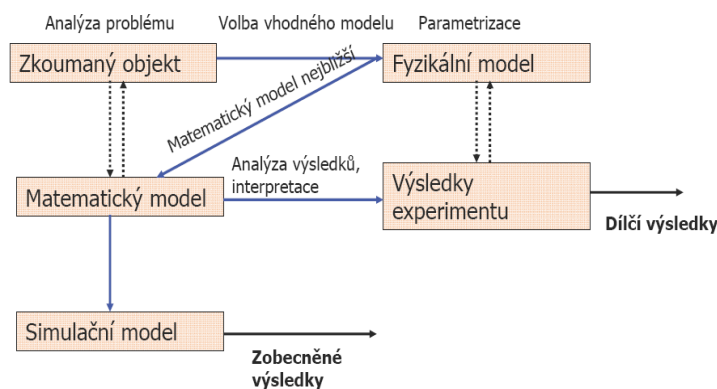 Analýza problému
Volba vhodného modelu
Parametrizace
Zkoumaný objekt
Fyzikální model
Matematický model nejbližší
Analýza výsledků,
interpretace
Matematický model
Výsledky
experimentu
Dílčí výsledky
Simulační model
Zobecněné
výsledky